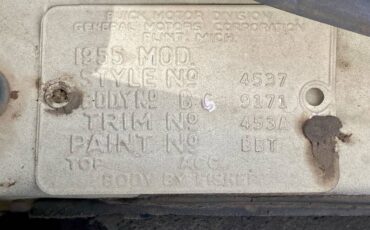 BUICK MOTOR DIVISION
GENERAL MOTORS CORPORATION
FLINT, MICH.
1955 MOD.
STYLE Nº 4537
BODY Nº B-6 9171
TRIM Nº 453A
PAINT Nº
TOP ACC.
BODY BY FISHER